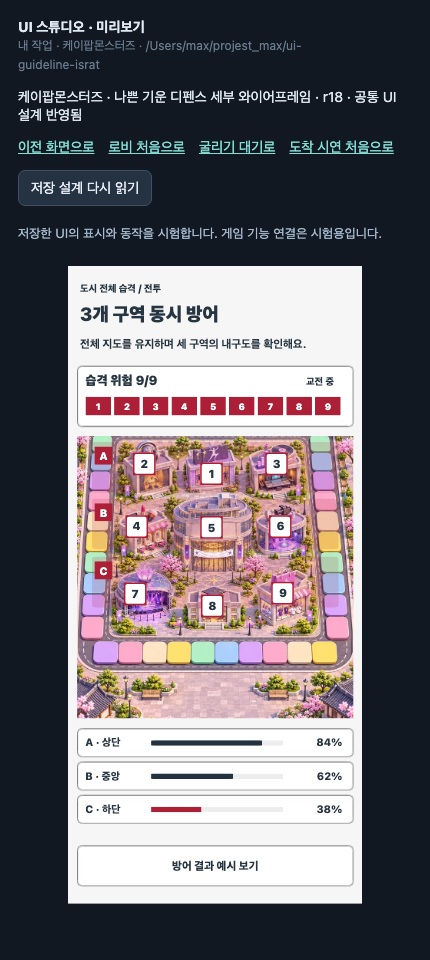 UI 스튜디오 · 미리보기
내 작업 · 케이팝몬스터즈 · /Users/max/projest_max/ui-
guideline-israt
케이팝몬스터즈 · 나쁜 기운 디펜스 세부 와이어프레임 · r18 · 공통 UI
설계 반영됨
이전 화면으로 로비 처음으로 굴리기 대기로 도착 시연 처음으로
저장 설계 다시 읽기
저장한 UI의 표시와 동작을 시험합니다. 게임 기능 연결은 시험용입니다.
도시 전체 습격 / 전투
3개 구역 동시 방어
전체 지도를 유지하며 세 구역의 내구도를 확인해요.
습격 위험 9/9 교전 중
1 2 3 4 5 6 7 8 9
A
2 1 3
B
4 5 6
C
7 8 9
A · 상단 84%
B · 중앙 62%
C · 하단 38%
방어 결과 예시 보기